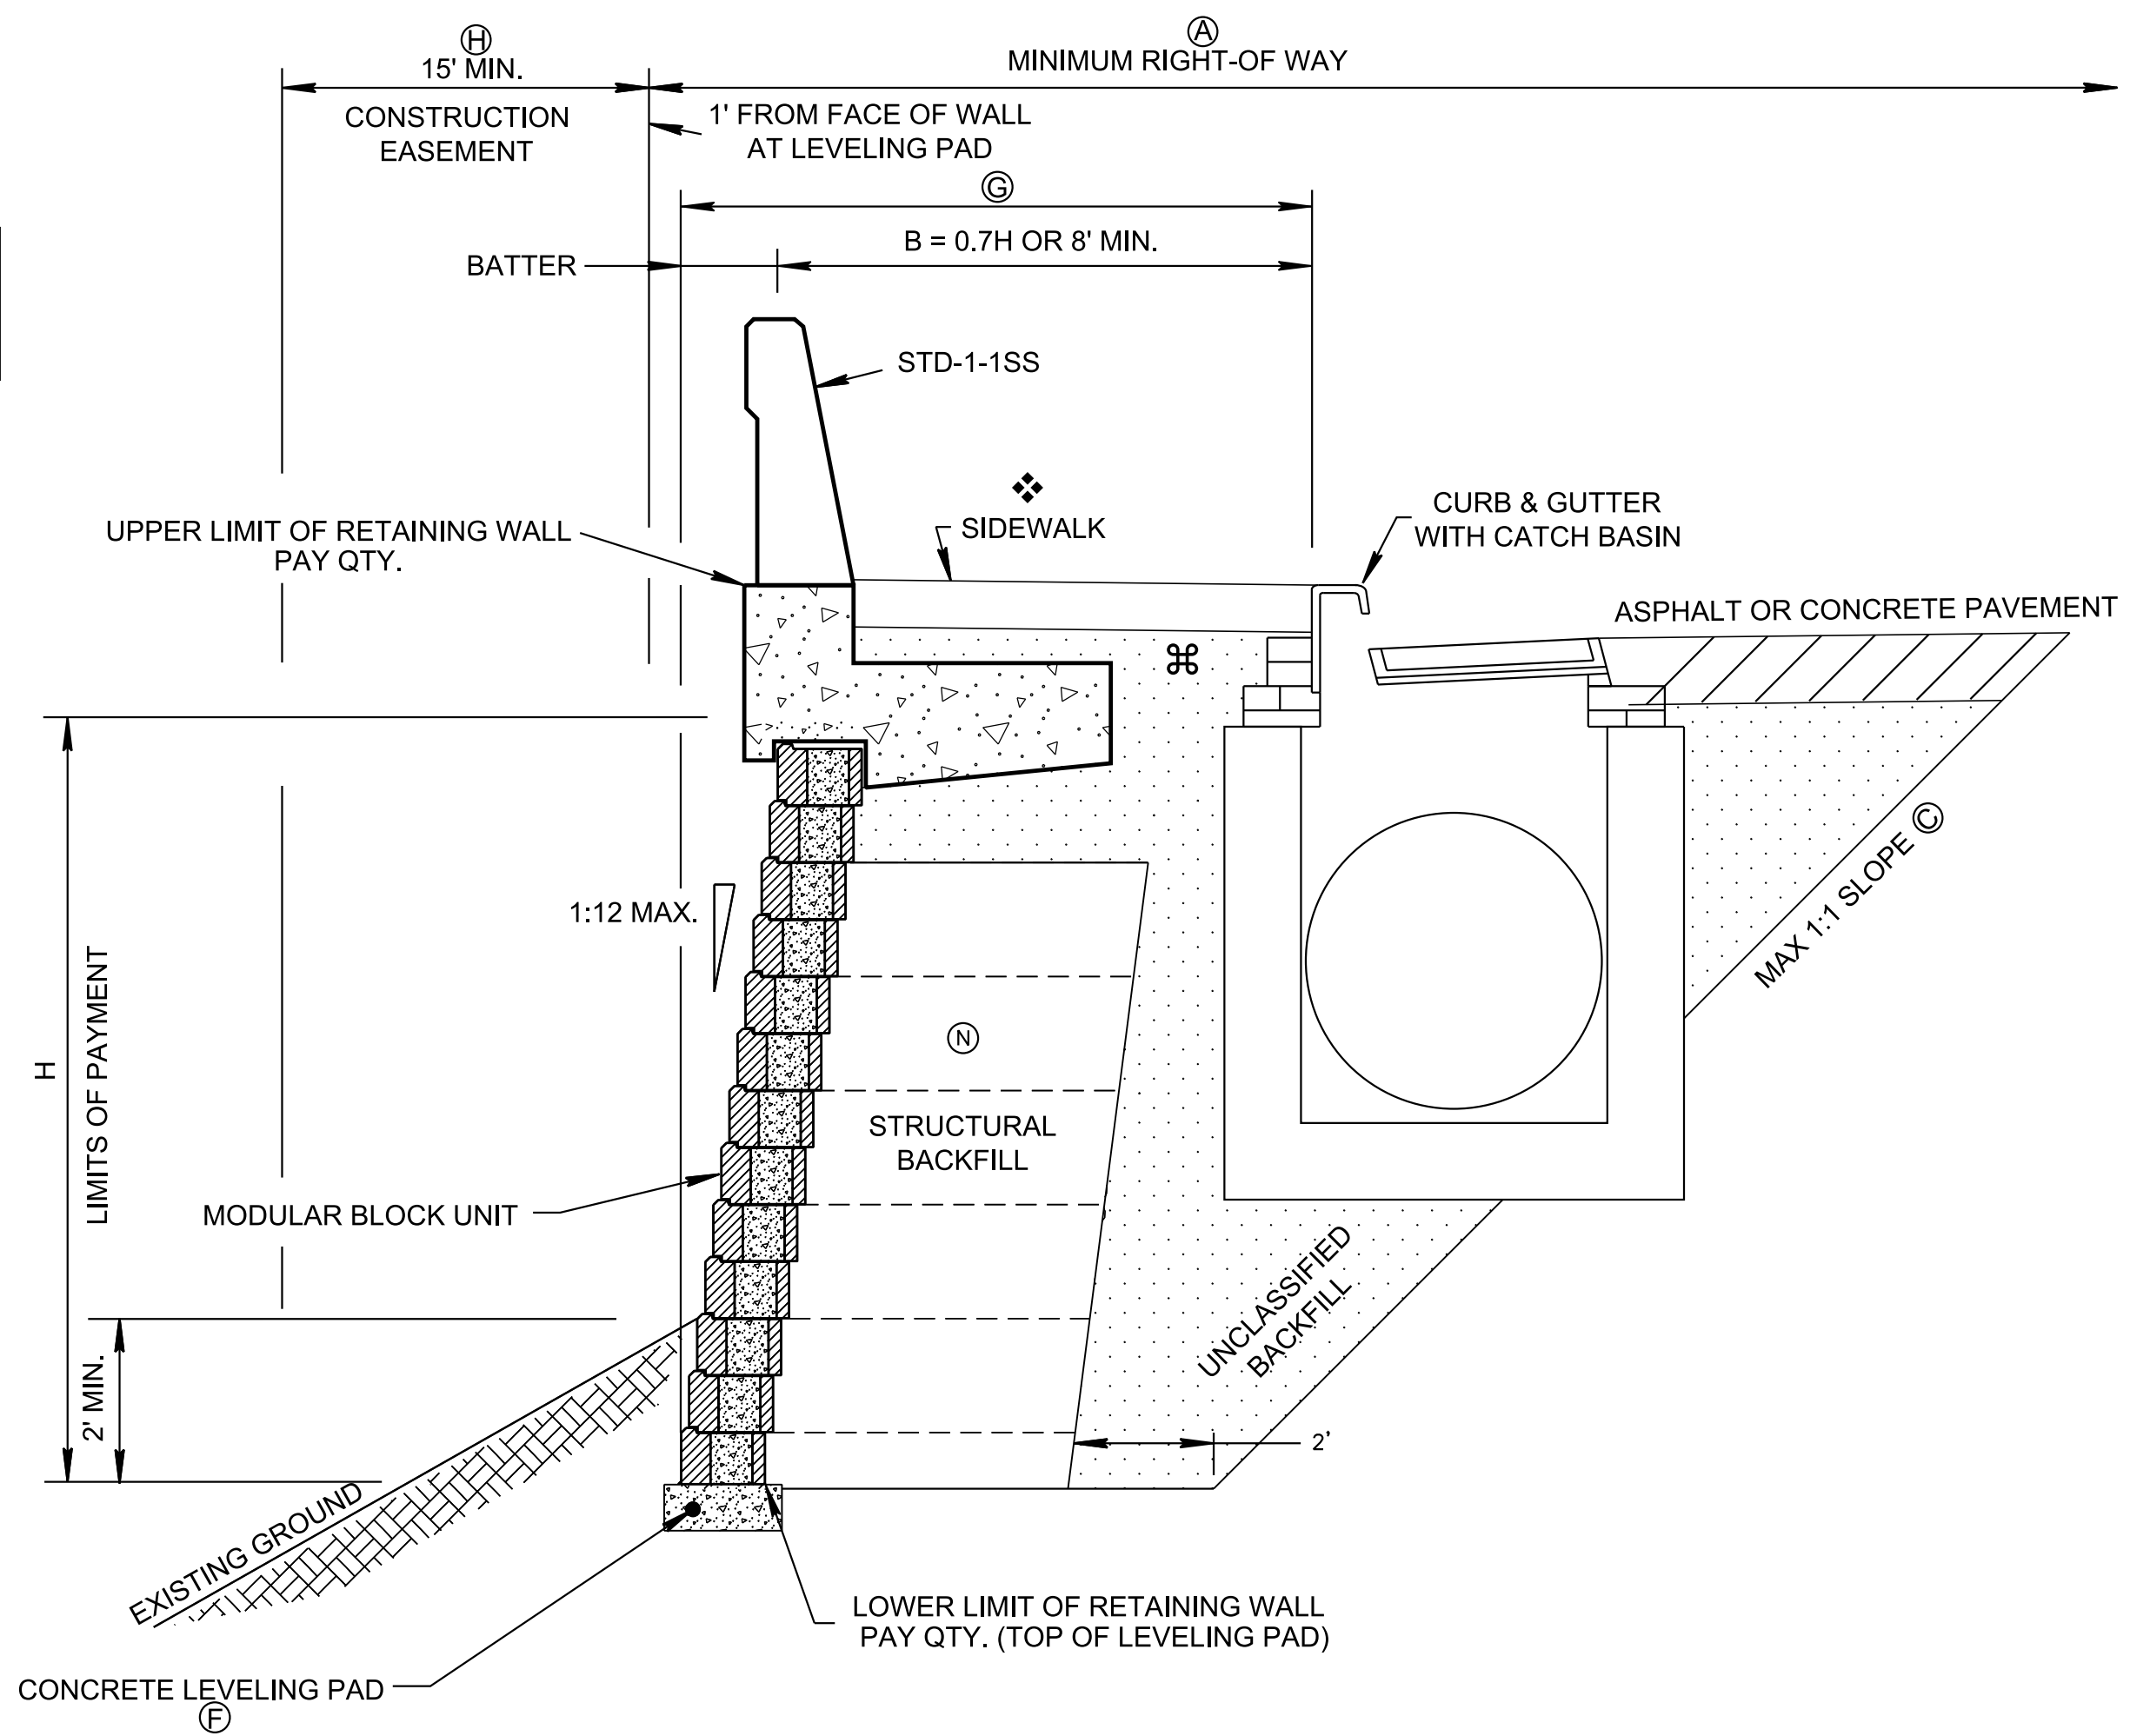 Ⓗ
15' MIN.
CONSTRUCTION
EASEMENT
Ⓐ
MINIMUM RIGHT-OF WAY
1' FROM FACE OF WALL
AT LEVELING PAD
Ⓖ
B = 0.7H OR 8' MIN.
BATTER
STD-1-1SS
SIDEWALK
CURB & GUTTER
WITH CATCH BASIN
UPPER LIMIT OF RETAINING WALL
PAY QTY.
ASPHALT OR CONCRETE PAVEMENT
⌘
MAX 1:1 SLOPE Ⓒ
1:12 MAX.
H
LIMITS OF PAYMENT
Ⓝ
STRUCTURAL
BACKFILL
MODULAR BLOCK UNIT
UNCLASSIFIED
BACKFILL
2' MIN.
2'
EXISTING GROUND
LOWER LIMIT OF RETAINING WALL
PAY QTY. (TOP OF LEVELING PAD)
CONCRETE LEVELING PAD
Ⓕ